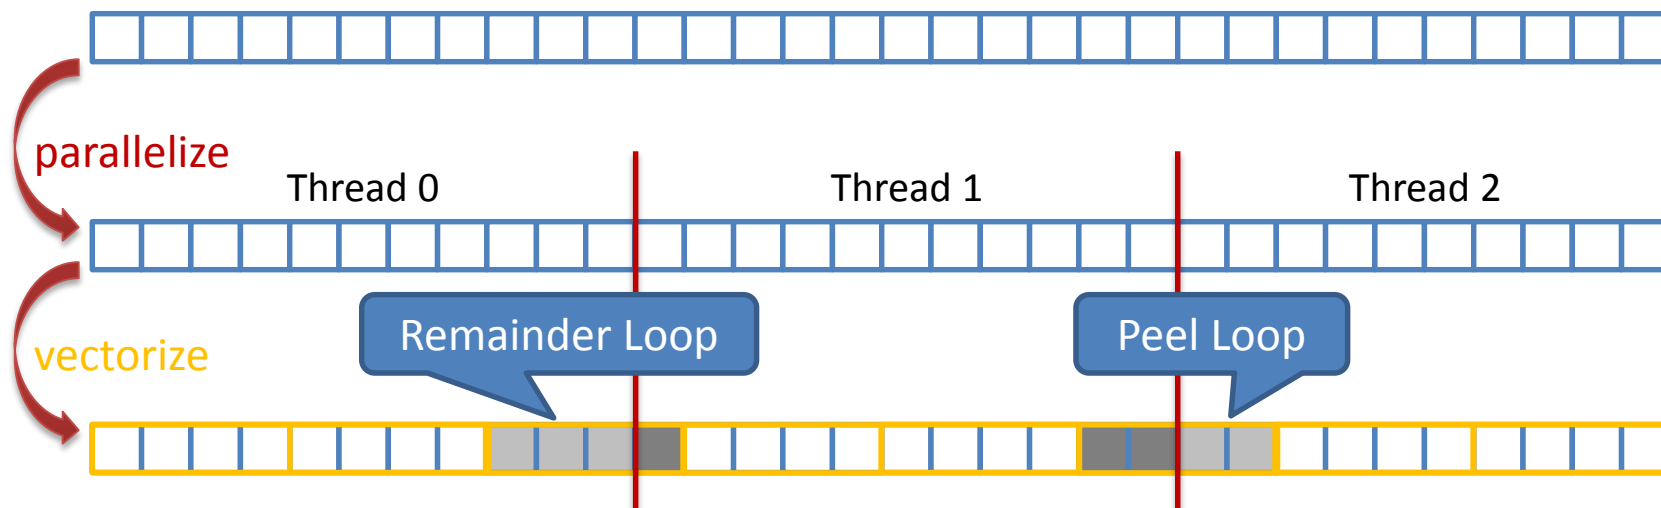 parallelize
Thread 0
Thread 1
Thread 2
Remainder Loop
Peel Loop
vectorize